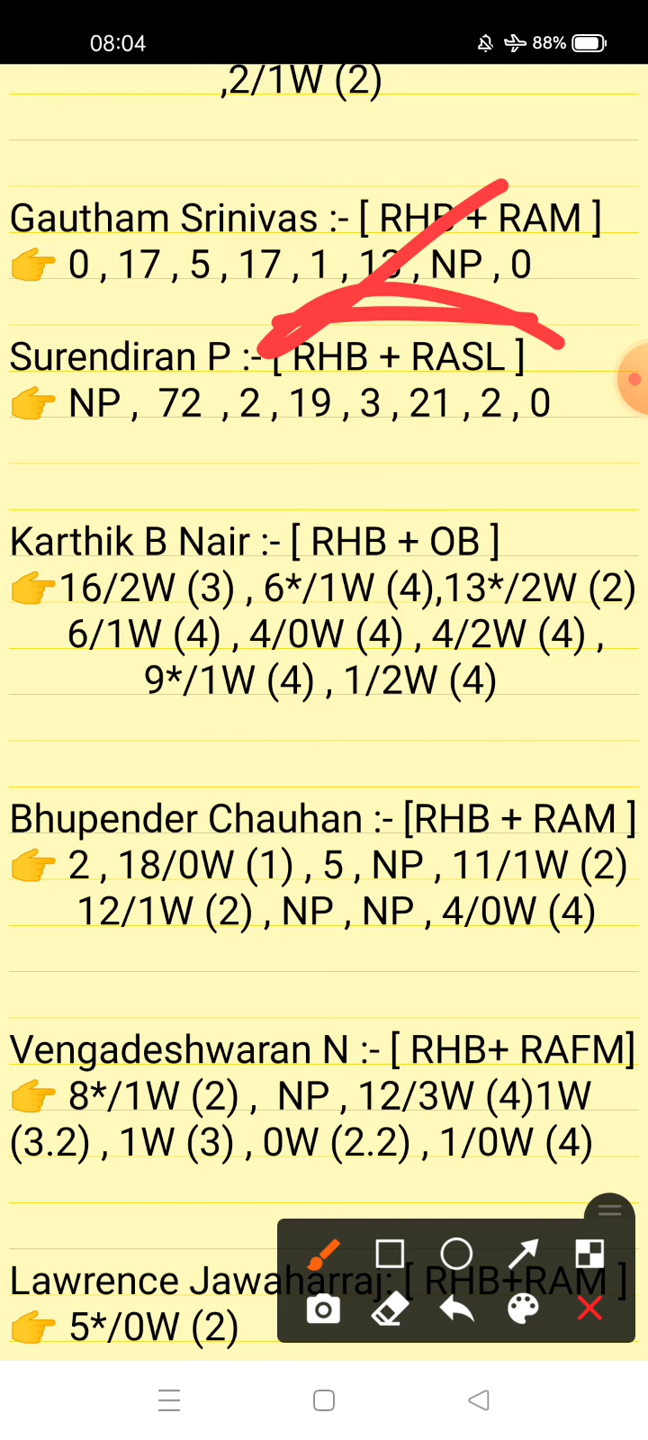 08:04 88%
,2/1W (2)
Gautham Srinivas :- [ RHB + RAM ]
👉 0 , 17 , 5 , 17 , 1 , 13 , NP , 0
Surendiran P :- [ RHB + RASL ]
👉 NP , 72 , 2 , 19 , 3 , 21 , 2 , 0
Karthik B Nair :- [ RHB + OB ]
👉16/2W (3) , 6*/1W (4),13*/2W (2)
6/1W (4) , 4/0W (4) , 4/2W (4) ,
9*/1W (4) , 1/2W (4)
Bhupender Chauhan :- [RHB + RAM ]
👉 2 , 18/0W (1) , 5 , NP , 11/1W (2)
12/1W (2) , NP , NP , 4/0W (4)
Vengadeshwaran N :- [ RHB+ RAFM]
👉 8*/1W (2) , NP , 12/3W (4)1W
(3.2) , 1W (3) , 0W (2.2) , 1/0W (4)
Lawrence Jawaharraj: [ RHB+RAM ]
👉 5*/0W (2)